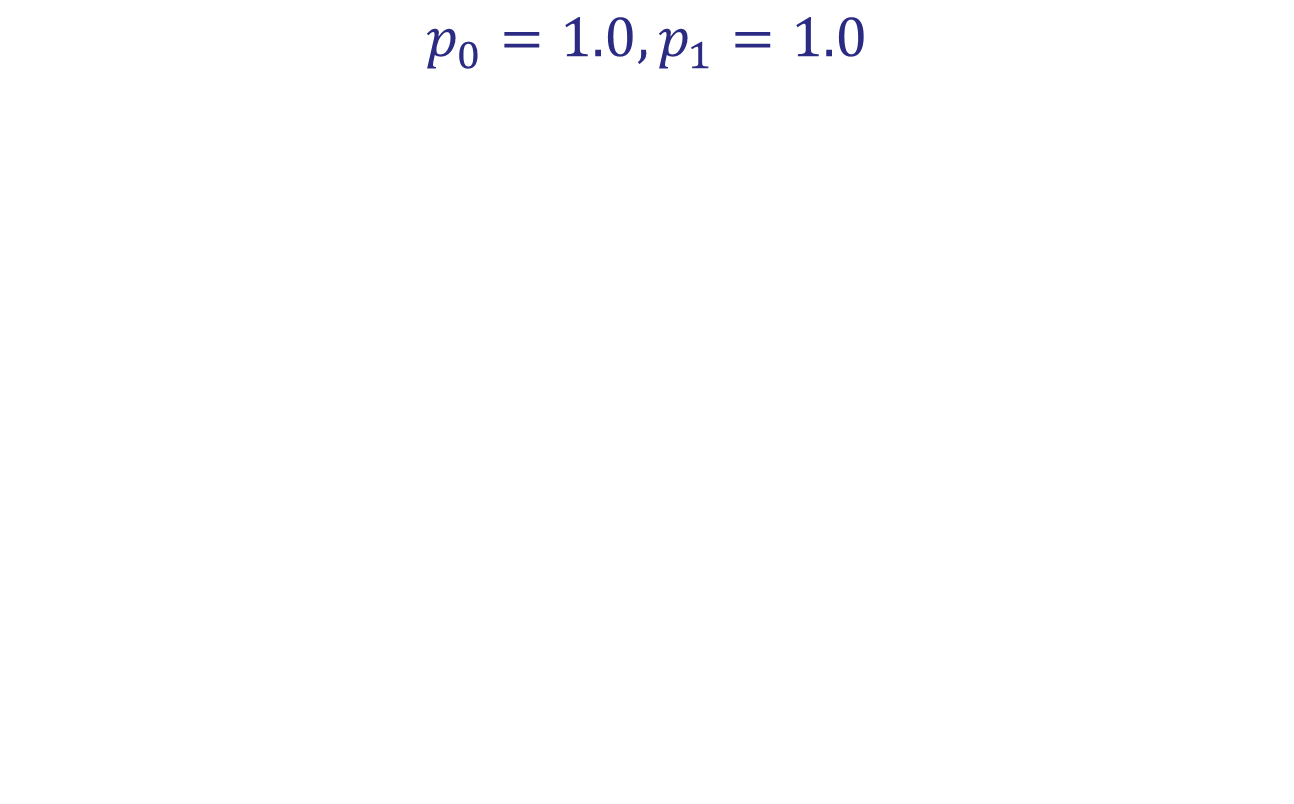 p₀ = 1.0, p₁ = 1.0